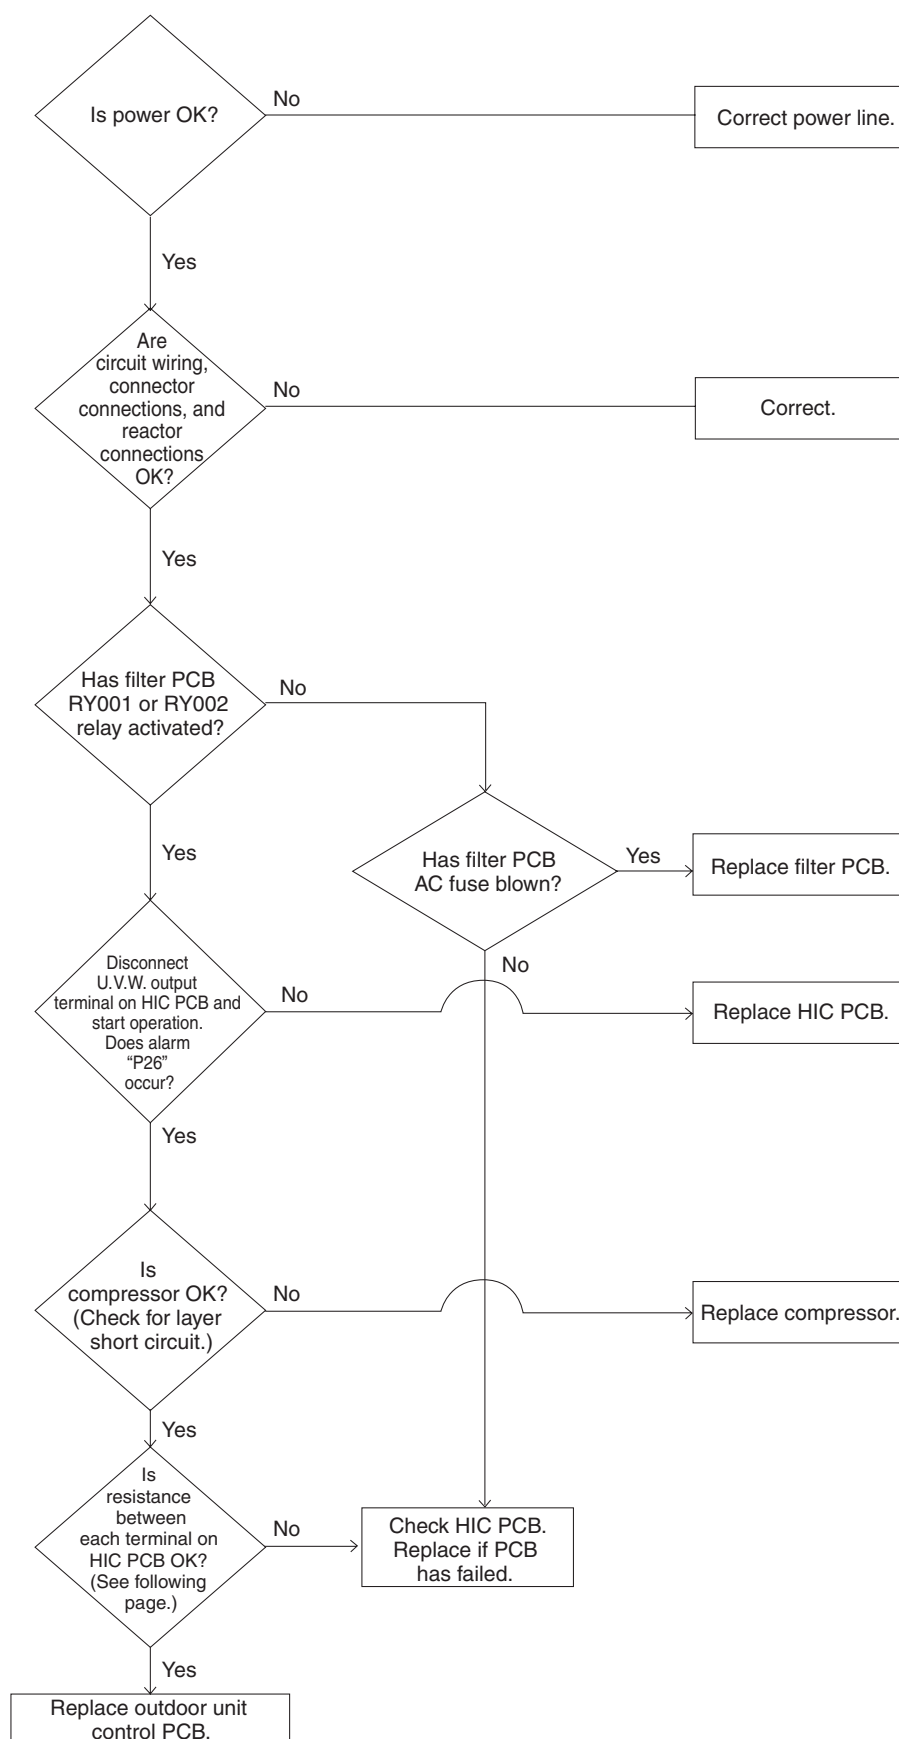 Is power OK?
No
Correct power line.
Yes
Are
circuit wiring,
connector
connections, and
reactor
connections
OK?
No
Correct.
Yes
Has filter PCB
RY001 or RY002
relay activated?
No
Yes
Has filter PCB
AC fuse blown?
Yes
Replace filter PCB.
No
Disconnect
U.V.W. output
terminal on HIC PCB and
start operation.
Does alarm
“P26”
occur?
No
Replace HIC PCB.
Yes
Is
compressor OK?
(Check for layer
short circuit.)
No
Replace compressor.
Yes
Is
resistance
between
each terminal on
HIC PCB OK?
(See following
page.)
No
Check HIC PCB.
Replace if PCB
has failed.
Yes
Replace outdoor unit
control PCB.